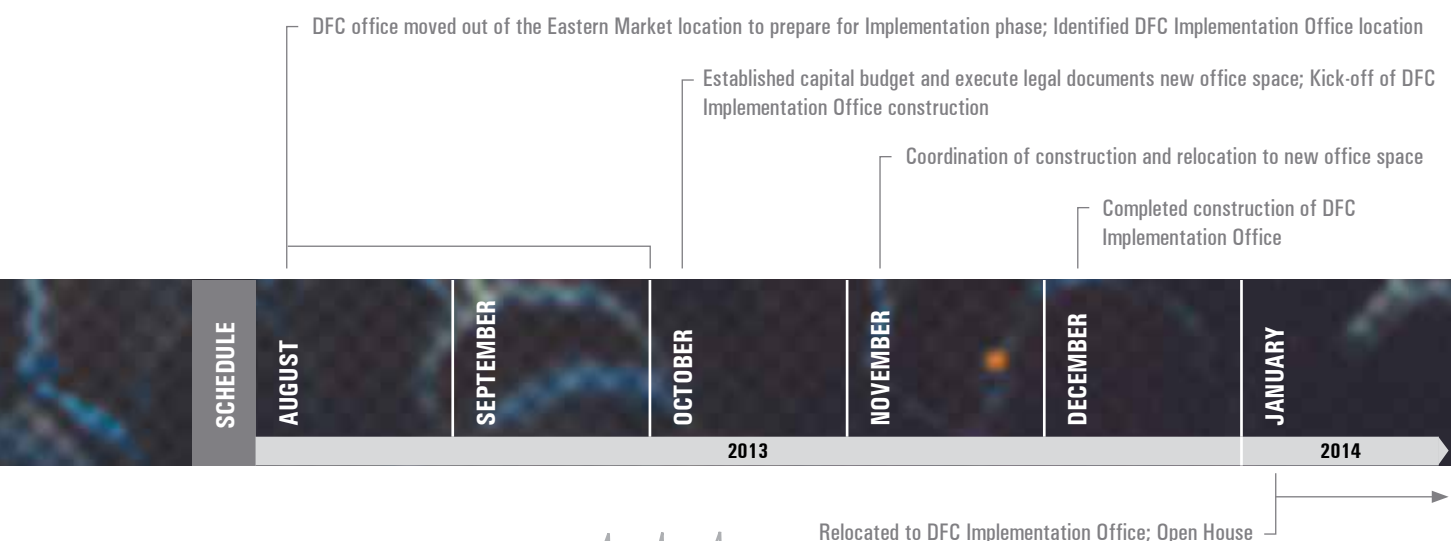 DFC office moved out of the Eastern Market location to prepare for Implementation phase; Identified DFC Implementation Office location
Established capital budget and execute legal documents new office space; Kick-off of DFC
Implementation Office construction
Coordination of construction and relocation to new office space
Completed construction of DFC
Implementation Office
SCHEDULE
AUGUST
SEPTEMBER
OCTOBER
NOVEMBER
DECEMBER
JANUARY
2013
2014
Relocated to DFC Implementation Office; Open House